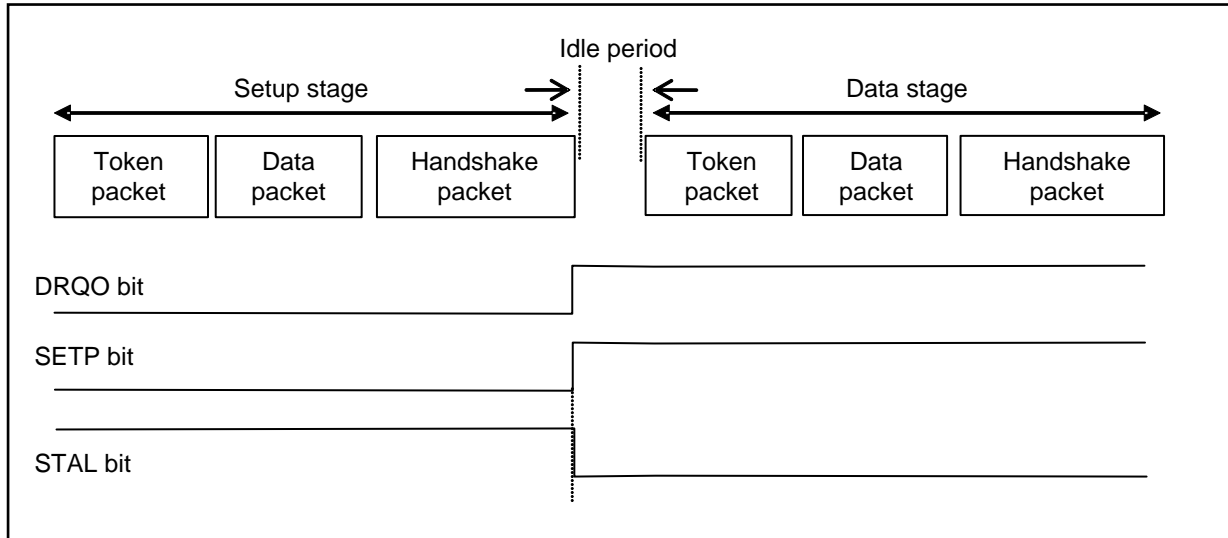 Idle period
Setup stage
Data stage
Token packet
Data packet
Handshake packet
Token packet
Data packet
Handshake packet
DRQO bit
SETP bit
STAL bit